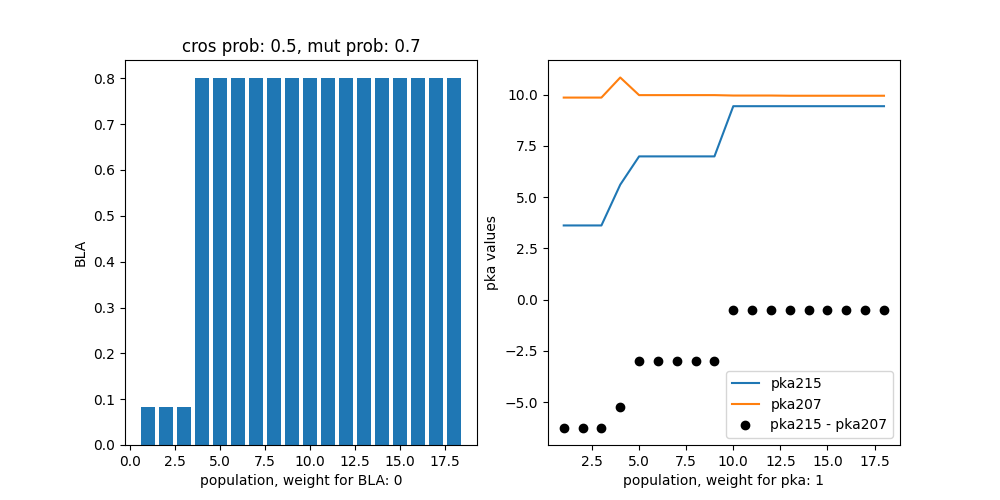 cros prob: 0.5, mut prob: 0.7
BLA
0.8
0.7
0.6
0.5
0.4
0.3
0.2
0.1
0.0
0.0 2.5 5.0 7.5 10.0 12.5 15.0 17.5
population, weight for BLA: 0
pka values
10.0
7.5
5.0
2.5
0.0
−2.5
−5.0
pka215
pka207
pka215 - pka207
2.5 5.0 7.5 10.0 12.5 15.0 17.5
population, weight for pka: 1